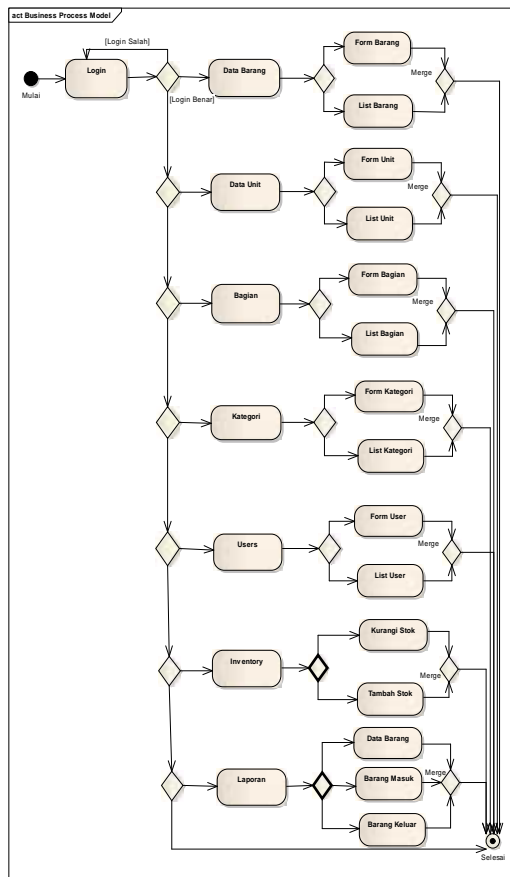 act Business Process Model
[Login Salah]
Login
Mulai
[Login Benar]
Data Barang
Form Barang
Merge
List Barang
Data Unit
Form Unit
Merge
List Unit
Bagian
Form Bagian
Merge
List Bagian
Kategori
Form Kategori
Merge
List Kategori
Users
Form User
Merge
List User
Inventory
Kurangi Stok
Merge
Tambah Stok
Laporan
Data Barang
Barang Masuk
Merge
Barang Keluar
Selesai